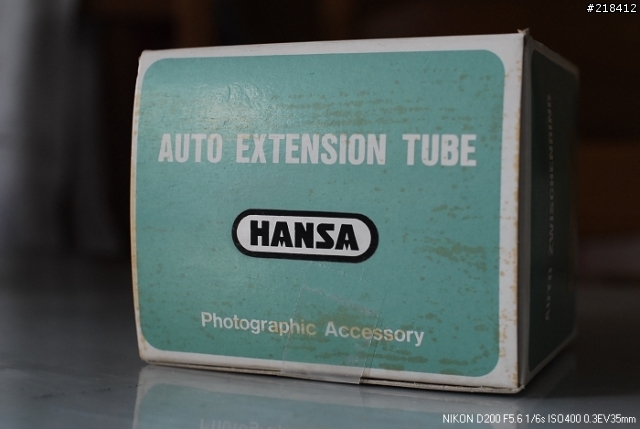 #218412
AUTO EXTENSION TUBE
HANSA
Photographic Accessory
NIKON D200 F5.6 1/6s ISO400 0.3EV35mm